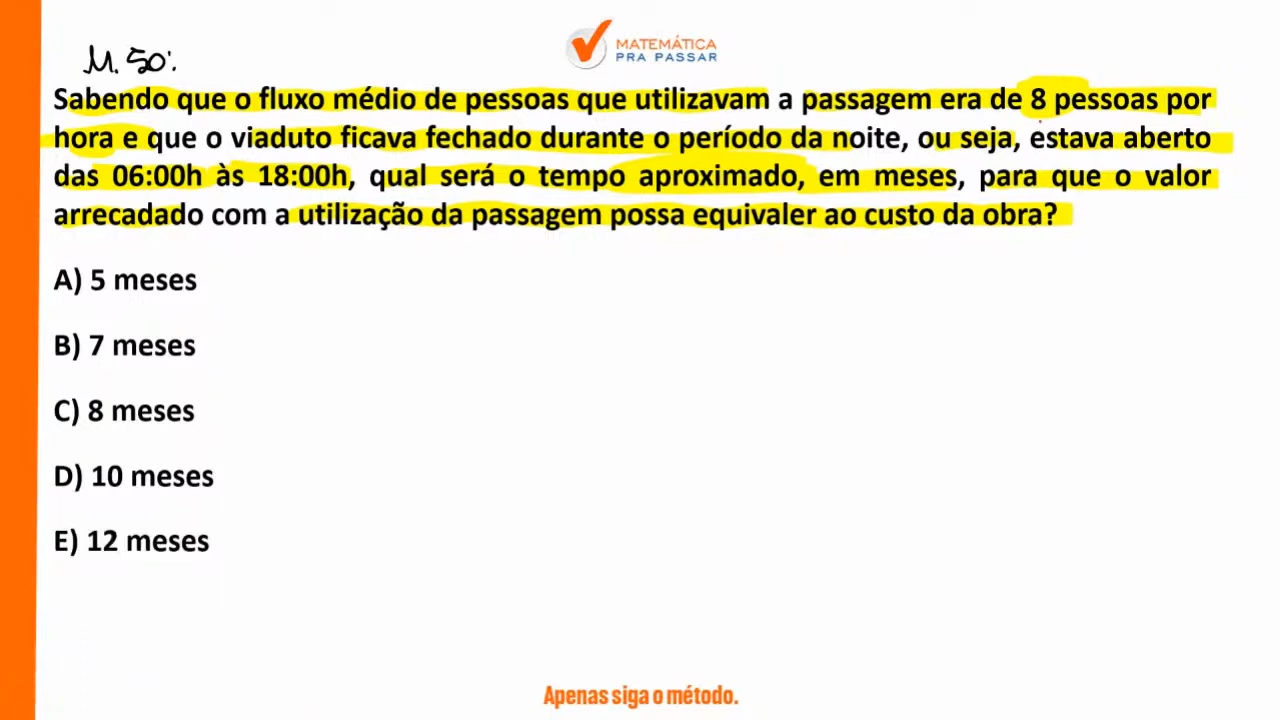 M. 50:
MATEMÁTICA
PRA PASSAR
Sabendo que o fluxo médio de pessoas que utilizavam a passagem era de 8 pessoas por
hora e que o viaduto ficava fechado durante o período da noite, ou seja, estava aberto
das 06:00h às 18:00h, qual será o tempo aproximado, em meses, para que o valor
arrecadado com a utilização da passagem possa equivaler ao custo da obra?
A) 5 meses
B) 7 meses
C) 8 meses
D) 10 meses
E) 12 meses
Apenas siga o método.